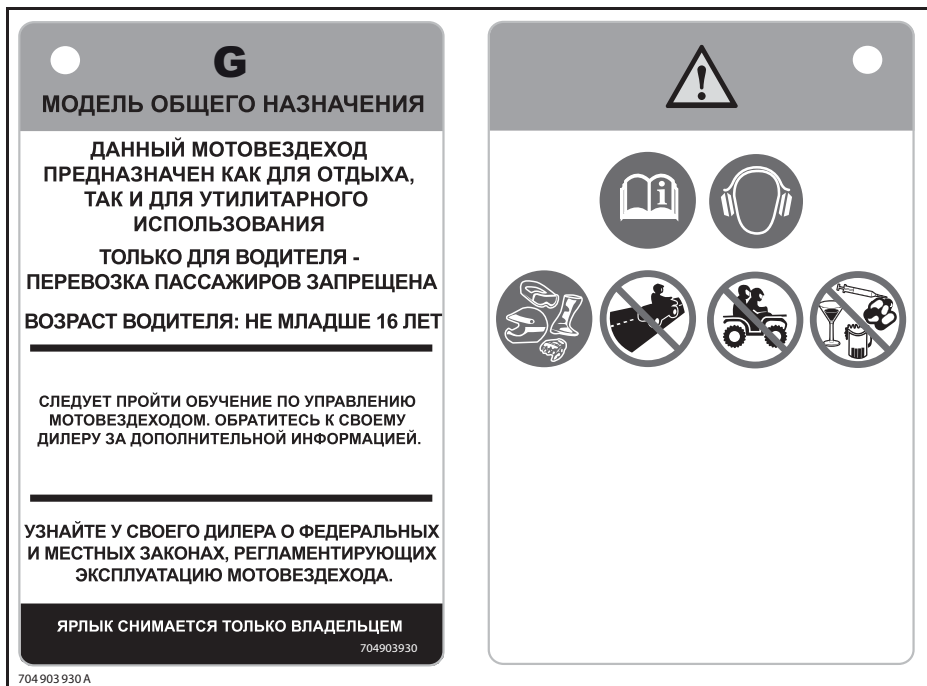 G
МОДЕЛЬ ОБЩЕГО НАЗНАЧЕНИЯ
ДАННЫЙ МОТОВЕЗДЕХОД
ПРЕДНАЗНАЧЕН КАК ДЛЯ ОТДЫХА,
ТАК И ДЛЯ УТИЛИТАРНОГО
ИСПОЛЬЗОВАНИЯ
ТОЛЬКО ДЛЯ ВОДИТЕЛЯ -
ПЕРЕВОЗКА ПАССАЖИРОВ ЗАПРЕЩЕНА
ВОЗРАСТ ВОДИТЕЛЯ: НЕ МЛАДШЕ 16 ЛЕТ
СЛЕДУЕТ ПРОЙТИ ОБУЧЕНИЕ ПО УПРАВЛЕНИЮ
МОТОВЕЗДЕХОДОМ. ОБРАТИТЕСЬ К СВОЕМУ
ДИЛЕРУ ЗА ДОПОЛНИТЕЛЬНОЙ ИНФОРМАЦИЕЙ.
УЗНАЙТЕ У СВОЕГО ДИЛЕРА О ФЕДЕРАЛЬНЫХ
И МЕСТНЫХ ЗАКОНАХ, РЕГЛАМЕНТИРУЮЩИХ
ЭКСПЛУАТАЦИЮ МОТОВЕЗДЕХОДА.
ЯРЛЫК СНИМАЕТСЯ ТОЛЬКО ВЛАДЕЛЬЦЕМ
704903930
704 903 930 A